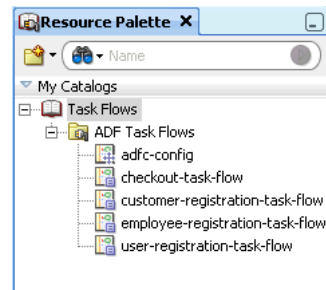 Resource Palette
Name
My Catalogs
Task Flows
ADF Task Flows
adfc-config
checkout-task-flow
customer-registration-task-flow
employee-registration-task-flow
user-registration-task-flow